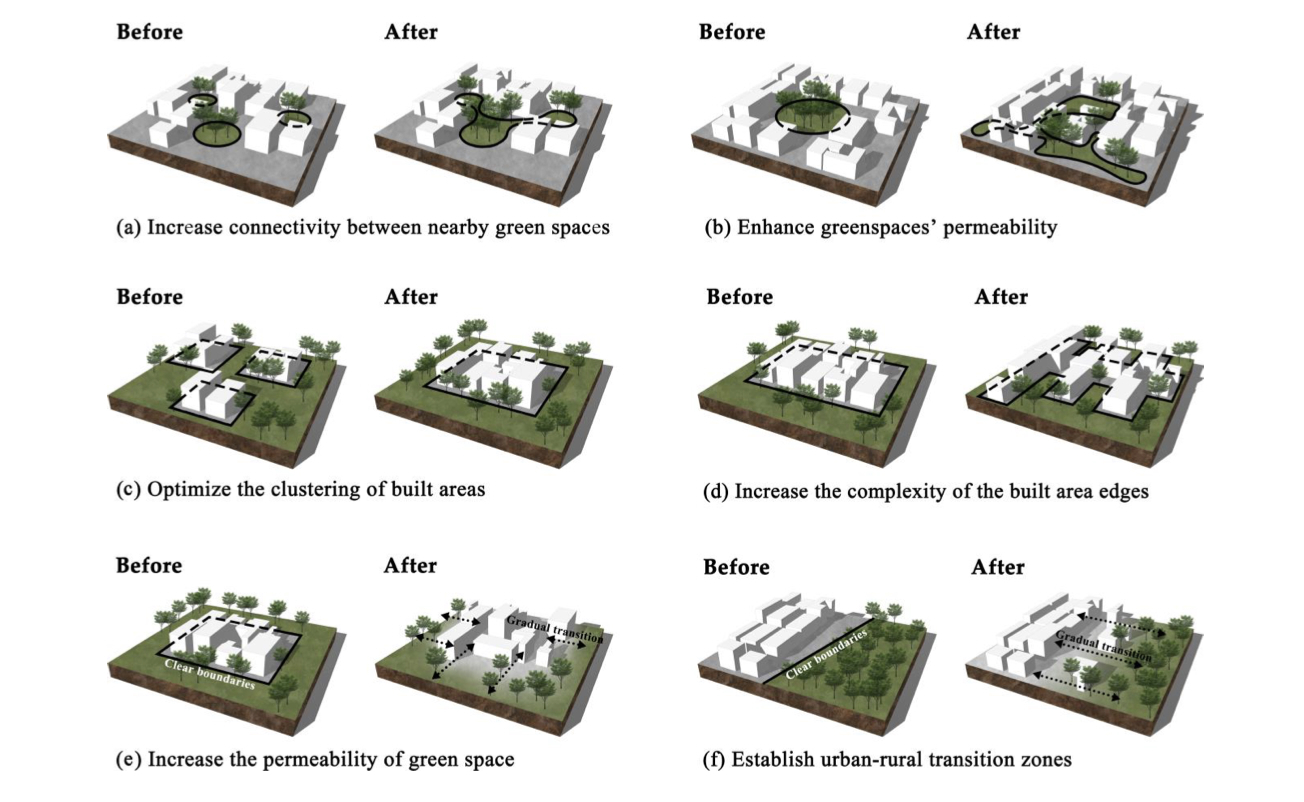 Before
After
Before
After
(a) Increase connectivity between nearby green spaces
(b) Enhance greenspaces’ permeability
Before
After
Before
After
(c) Optimize the clustering of built areas
(d) Increase the complexity of the built area edges
Before
After
Before
After
Clear boundaries
Gradual transition
Clear boundaries
Gradual transition
(e) Increase the permeability of green space
(f) Establish urban-rural transition zones